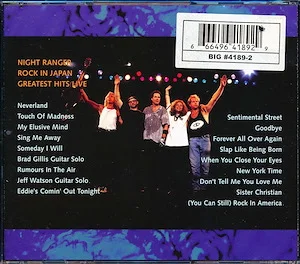 6 66496 41892 9
BIG #4189-2
NIGHT RANGER
ROCK IN JAPAN
GREATEST HITS LIVE
Neverland
Touch Of Madness
My Elusive Mind
Sing Me Away
Someday I Will
Brad Gillis Guitar Solo
Rumours In The Air
Jeff Watson Guitar Solo
Eddie's Comin' Out Tonight
Sentimental Street
Goodbye
Forever All Over Again
Slap Like Being Born
When You Close Your Eyes
New York Time
Don't Tell Me You Love Me
Sister Christian
(You Can Still) Rock In America